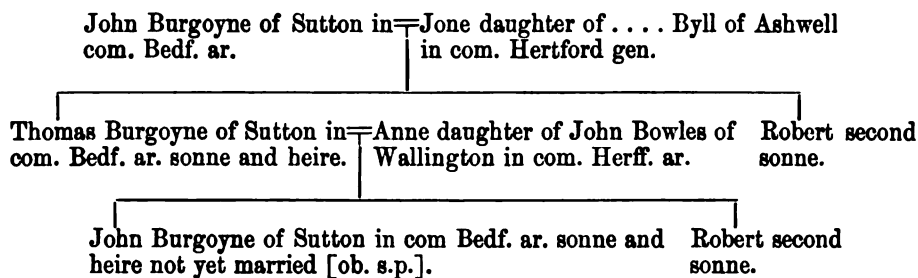 John Burgoyne of Sutton in=Jone daughter of .... Byll of Ashwell
com. Bedf. ar. in com. Hertford gen.
Thomas Burgoyne of Sutton in=Anne daughter of John Bowles of Robert second
com. Bedf. ar. sonne and heire. Wallington in com. Herff. ar. sonne.
John Burgoyne of Sutton in com Bedf. ar. sonne and Robert second
heire not yet married [ob. s.p.]. sonne.